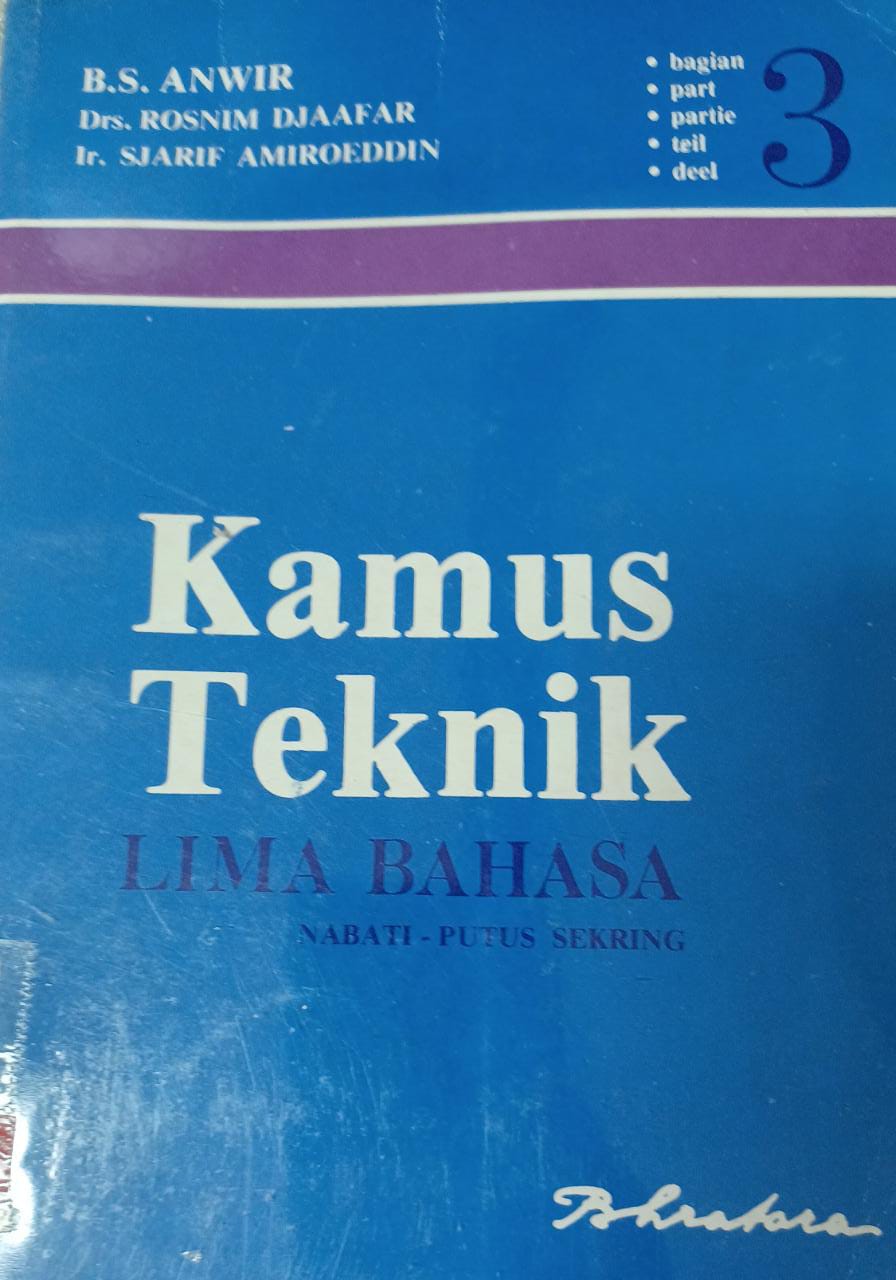 B.S. ANWIR
Drs. ROSNIM DJAAFAR
Ir. SJARIF AMIROEDDIN
• bagian
• part
• partie
• teil
• deel
3
Kamus
Teknik
LIMA BAHASA
NABATI - PUTUS SEKRING
Bhratara